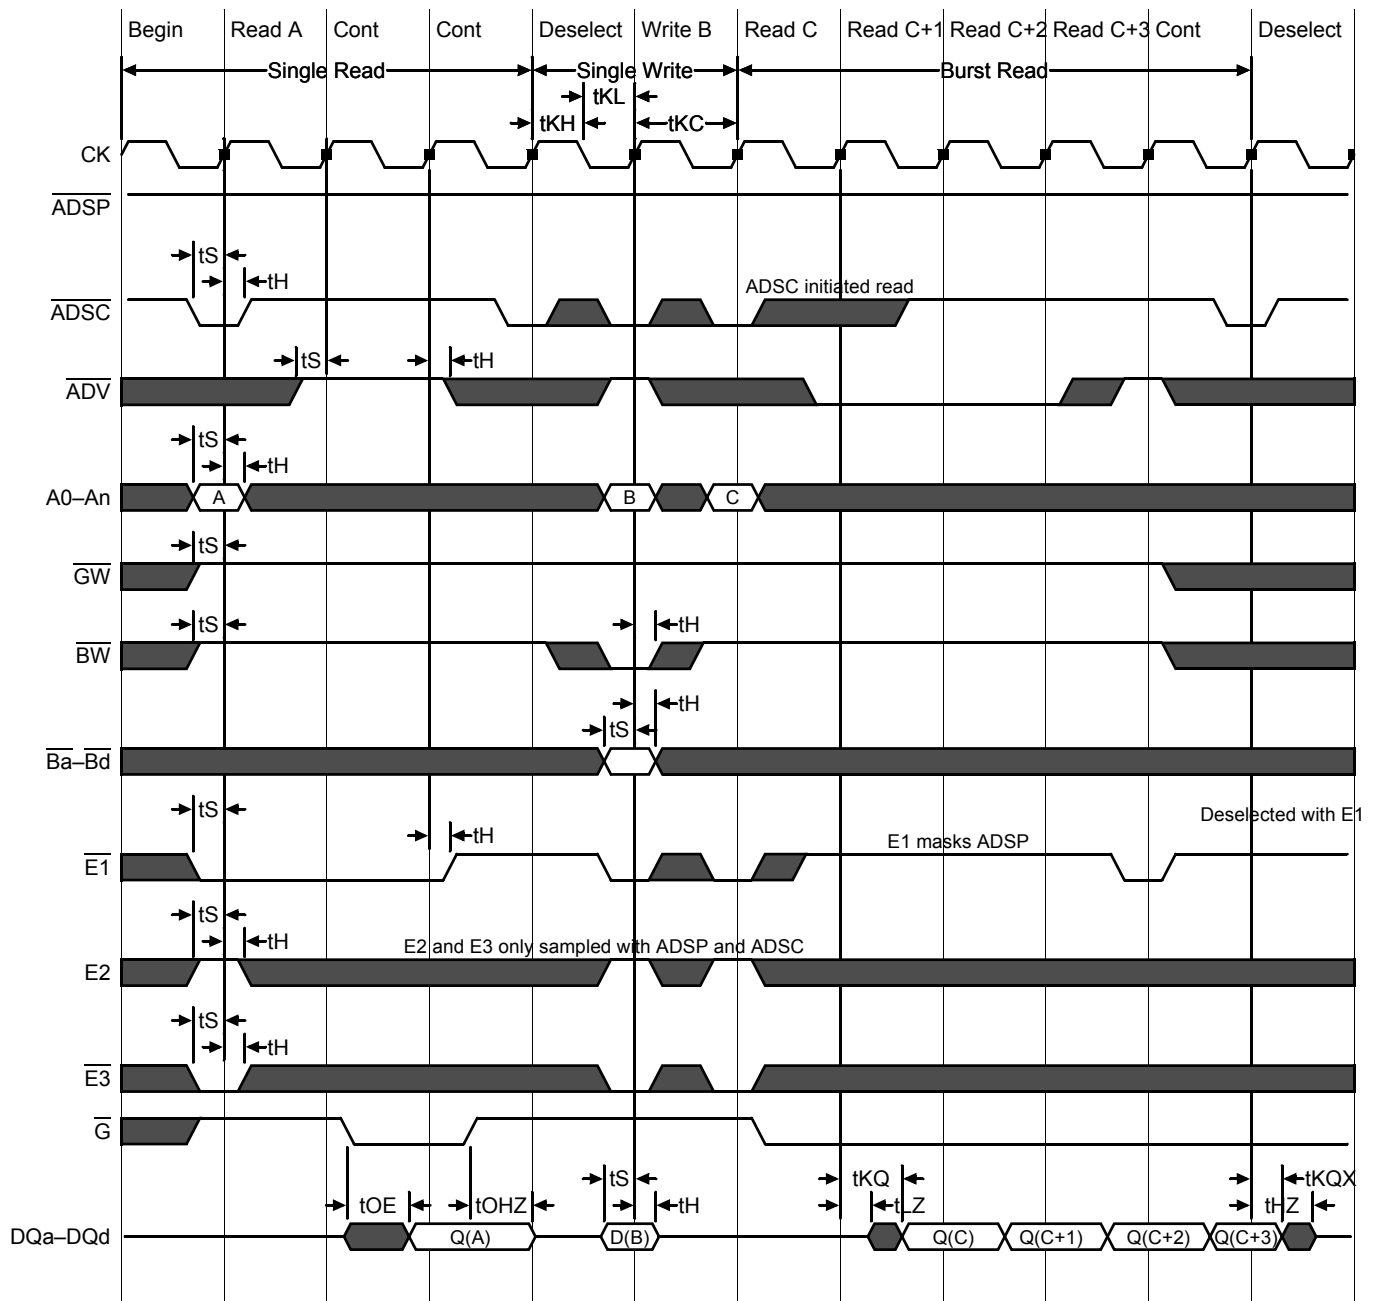 Begin Read A Cont Cont Deselect Write B Read C Read C+1 Read C+2 Read C+3 Cont Deselect
Single Read Single Write Burst Read
tKL
tKH tKC
CK
ADSP
tS
tH
ADSC initiated read
ADSC
tS tH
ADV
tS
tH
A0–An A B C
tS
GW
tS tH
BW
tH
tS
Ba–Bd
tS
Deselected with E1
tH
E1 masks ADSP
E1
tS
tH
E2 and E3 only sampled with ADSP and ADSC
E2
tS
tH
E3
G
tS tKQ tKQX
tOE tOHZ tH tLZ tHZ
DQa–DQd Q(A) D(B) Q(C) Q(C+1) Q(C+2) Q(C+3)